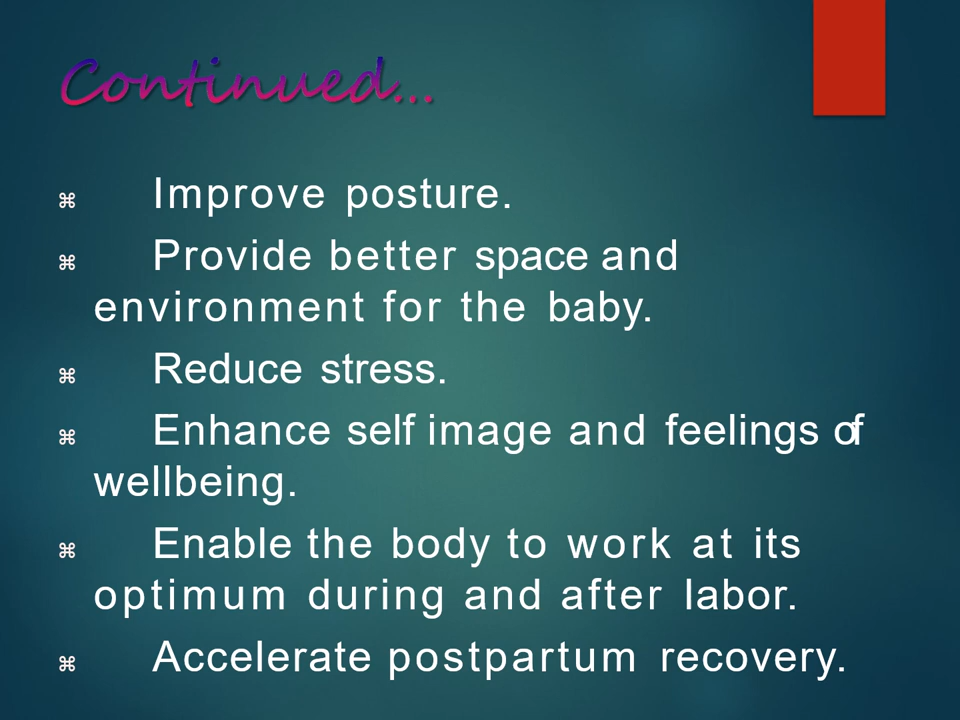 Continued...
⌘ Improve posture.
⌘ Provide better space and
environment for the baby.
⌘ Reduce stress.
⌘ Enhance self image and feelings of
wellbeing.
⌘ Enable the body to work at its
optimum during and after labor.
⌘ Accelerate postpartum recovery.